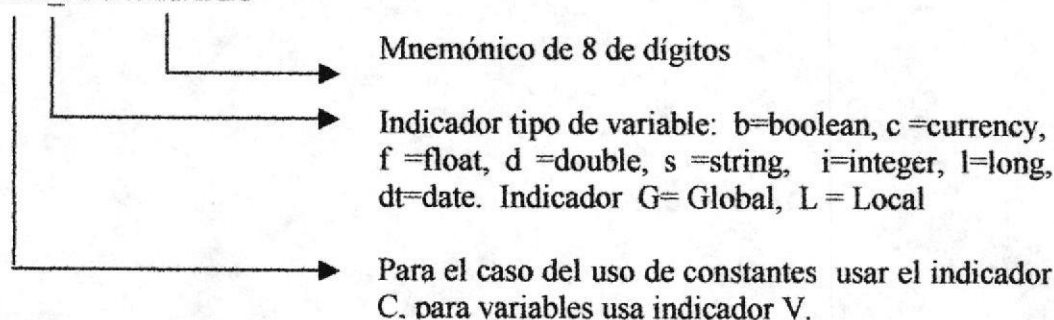 Mnemónico de 8 de dígitos
Indicador tipo de variable: b=boolean, c =currency,
f =float, d =double, s =string, i=integer, l=long,
dt=date. Indicador G= Global, L = Local
Para el caso del uso de constantes usar el indicador
C, para variables usa indicador V.